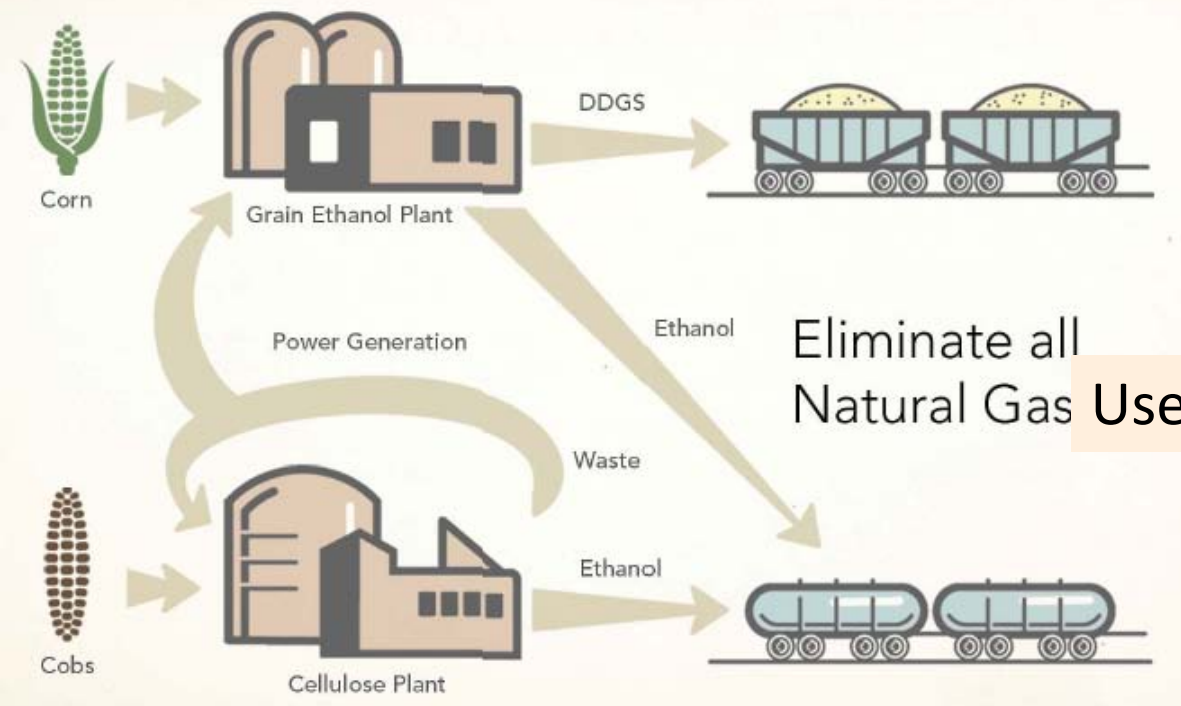 DDGS
Corn
Grain Ethanol Plant
Power Generation
Ethanol
Eliminate all
Natural Gas Use
Waste
Ethanol
Cobs
Cellulose Plant